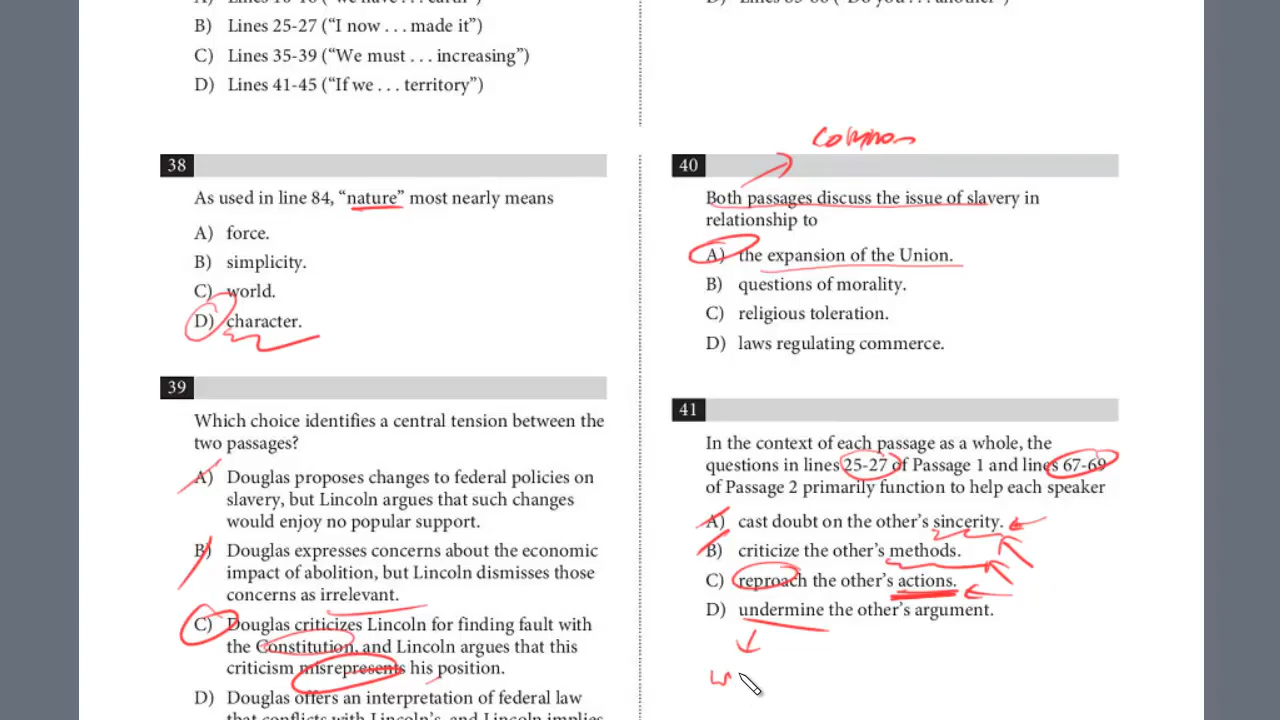 B) Lines 25-27 (“I now . . . made it”)
C) Lines 35-39 (“We must . . . increasing”)
D) Lines 41-45 (“If we . . . territory”)
38
As used in line 84, “nature” most nearly means
A) force.
B) simplicity.
C) world.
D) character.
39
Which choice identifies a central tension between the
two passages?
A) Douglas proposes changes to federal policies on
slavery, but Lincoln argues that such changes
would enjoy no popular support.
B) Douglas expresses concerns about the economic
impact of abolition, but Lincoln dismisses those
concerns as irrelevant.
C) Douglas criticizes Lincoln for finding fault with
the Constitution, and Lincoln argues that this
criticism misrepresents his position.
D) Douglas offers an interpretation of federal law
that conflicts with Lincoln’s, and Lincoln implies
40
Both passages discuss the issue of slavery in
relationship to
A) the expansion of the Union.
B) questions of morality.
C) religious toleration.
D) laws regulating commerce.
41
In the context of each passage as a whole, the
questions in lines 25-27 of Passage 1 and lines 67-69
of Passage 2 primarily function to help each speaker
A) cast doubt on the other’s sincerity.
B) criticize the other’s methods.
C) reproach the other’s actions.
D) undermine the other’s argument.